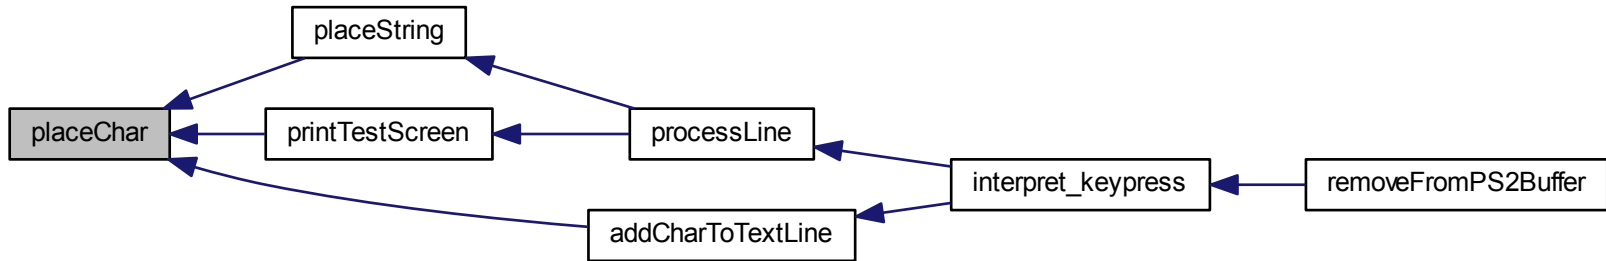 placeString
placeChar
printTestScreen
processLine
interpret_keypress
removeFromPS2Buffer
addCharToTextLine